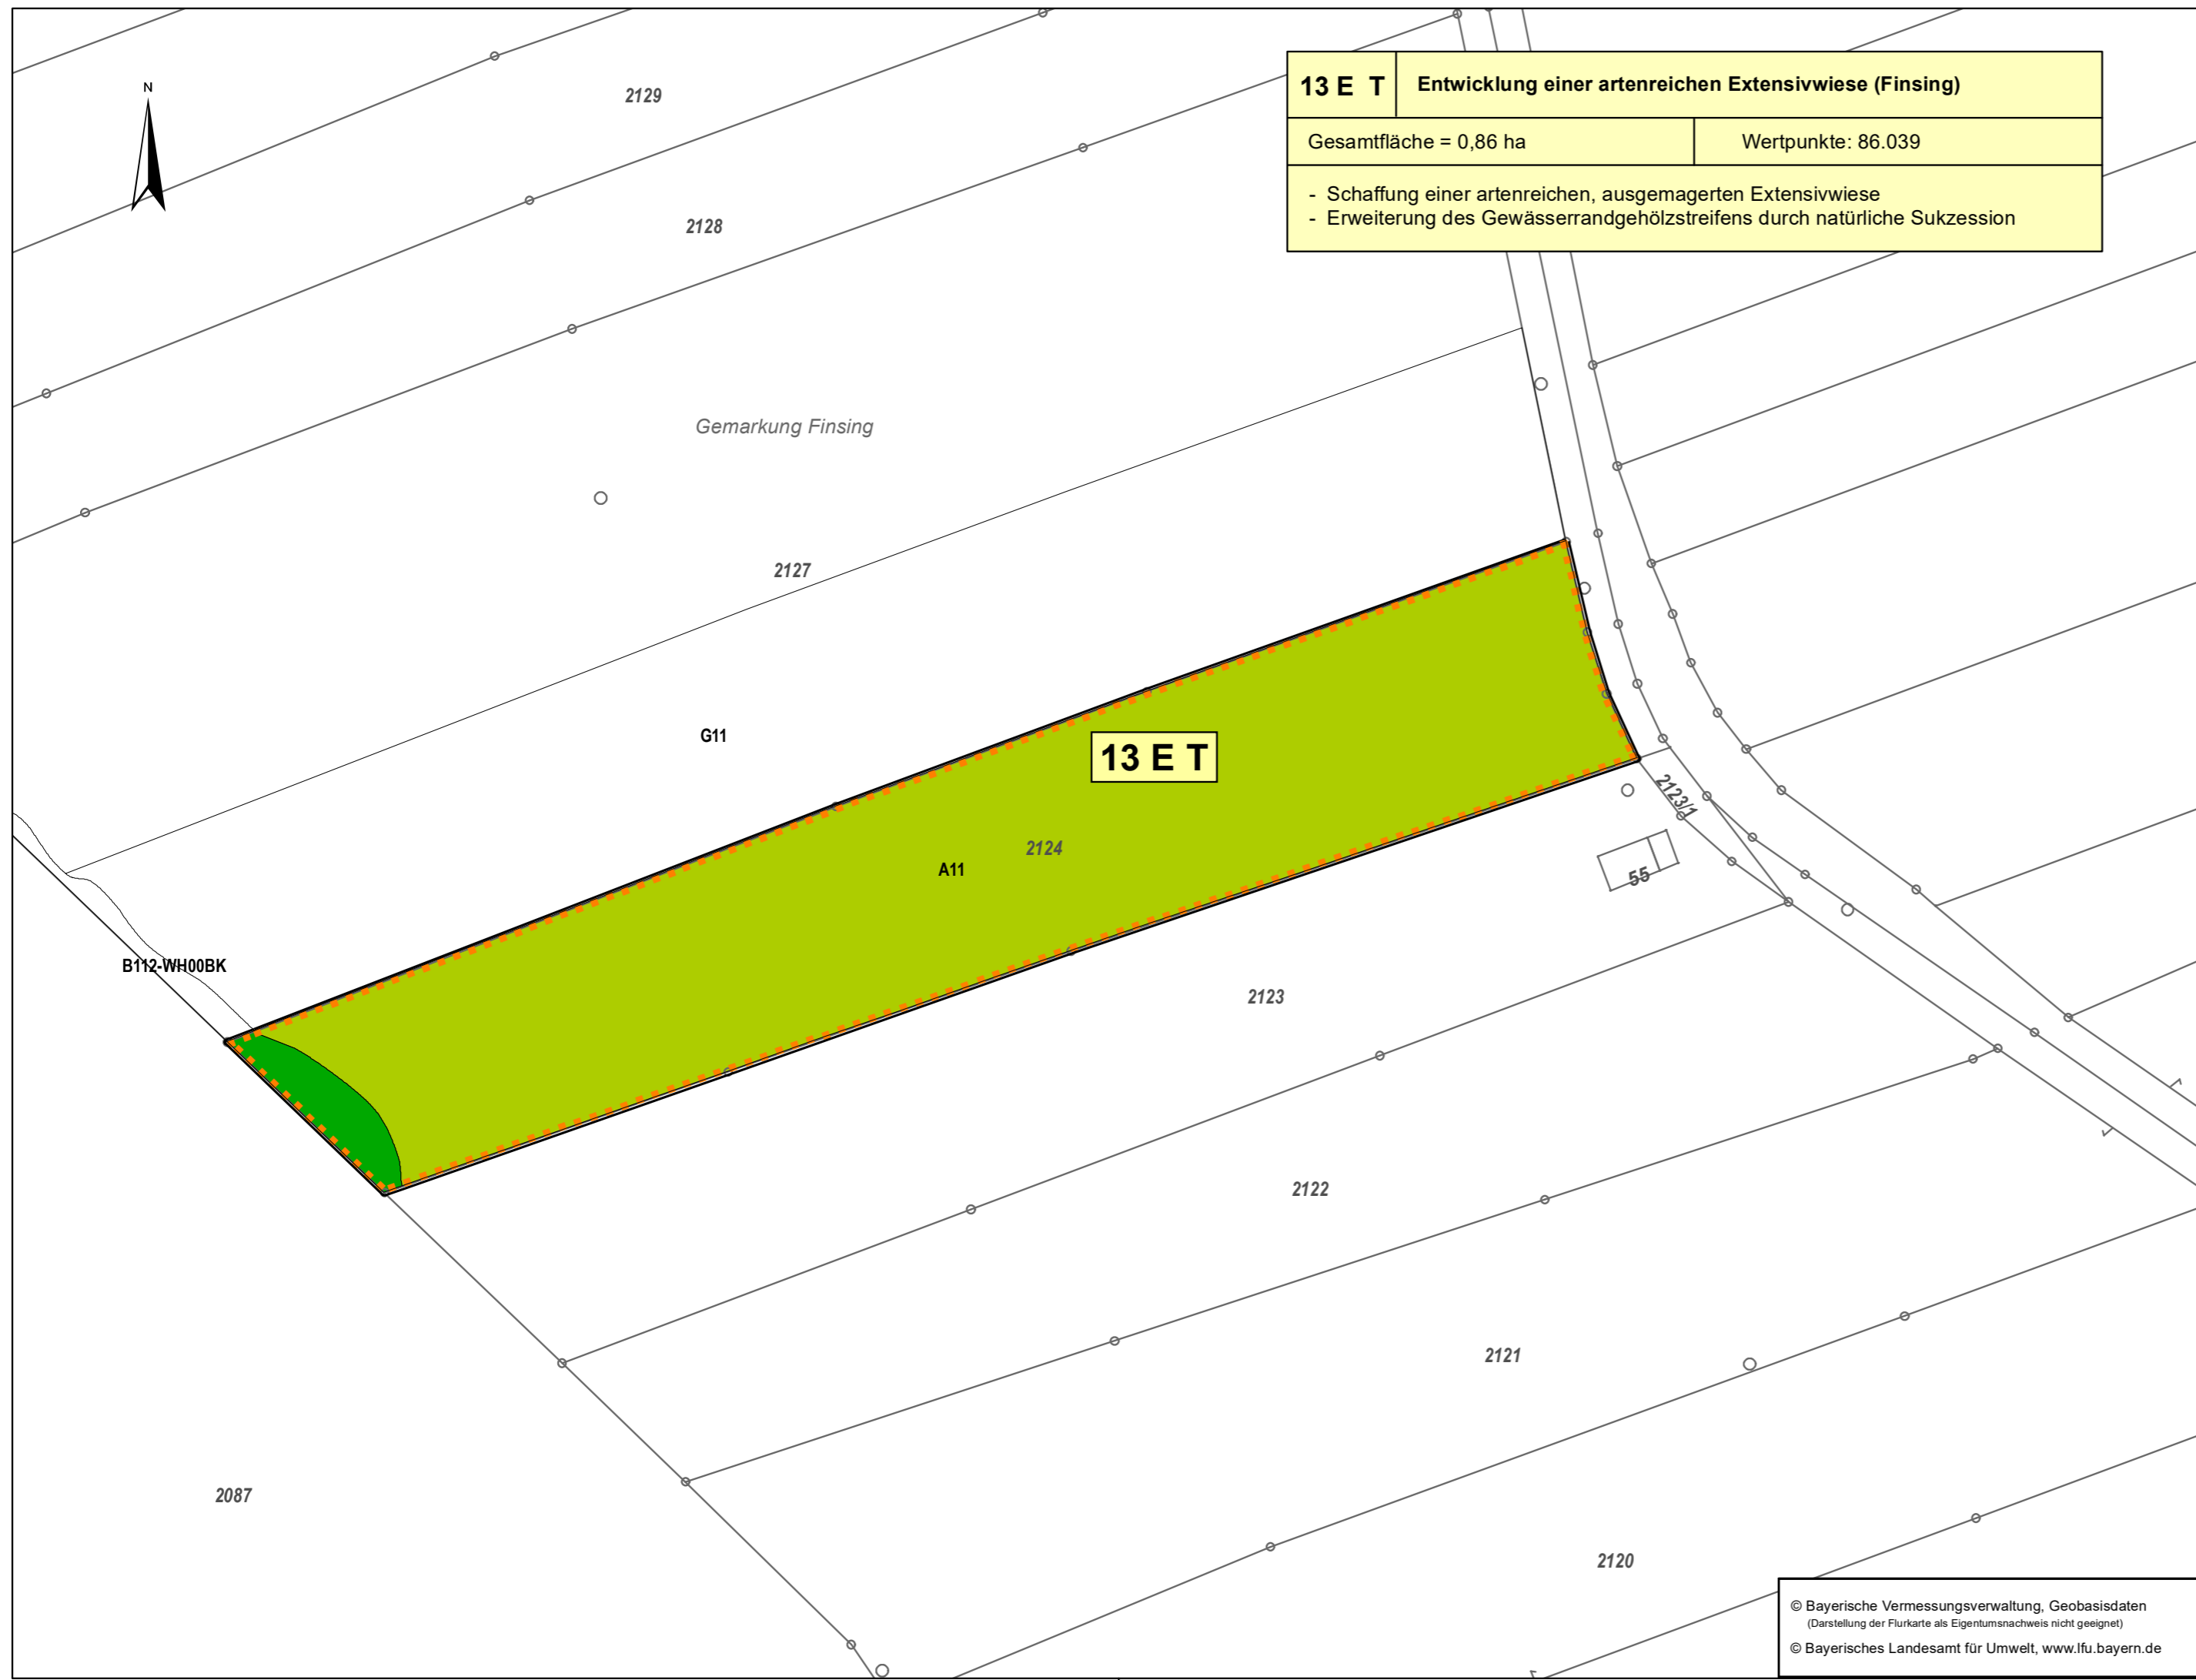 N
2129
13 E T Entwicklung einer artenreichen Extensivwiese (Finsing)
Gesamtfläche = 0,86 ha Wertpunkte: 86.039
- Schaffung einer artenreichen, ausgemagerten Extensivwiese
- Erweiterung des Gewässerrandgehölzstreifens durch natürliche Sukzession
2128
Gemarkung Finsing
2127
G11
13 E T
2123/1
2124
A11
55
B112-WH00BK
2123
2122
2121
2087
2120
© Bayerische Vermessungsverwaltung, Geobasisdaten
(Darstellung der Flurkarte als Eigentumsnachweis nicht geeignet)
© Bayerisches Landesamt für Umwelt, www.lfu.bayern.de